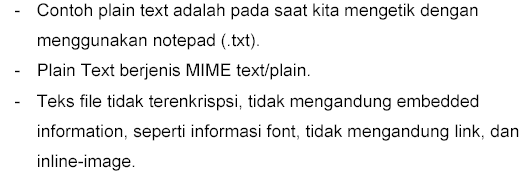 - Contoh plain text adalah pada saat kita mengetik dengan
menggunakan notepad (.txt).
- Plain Text berjenis MIME text/plain.
- Teks file tidak terenkrispsi, tidak mengandung embedded
information, seperti informasi font, tidak mengandung link, dan
inline-image.